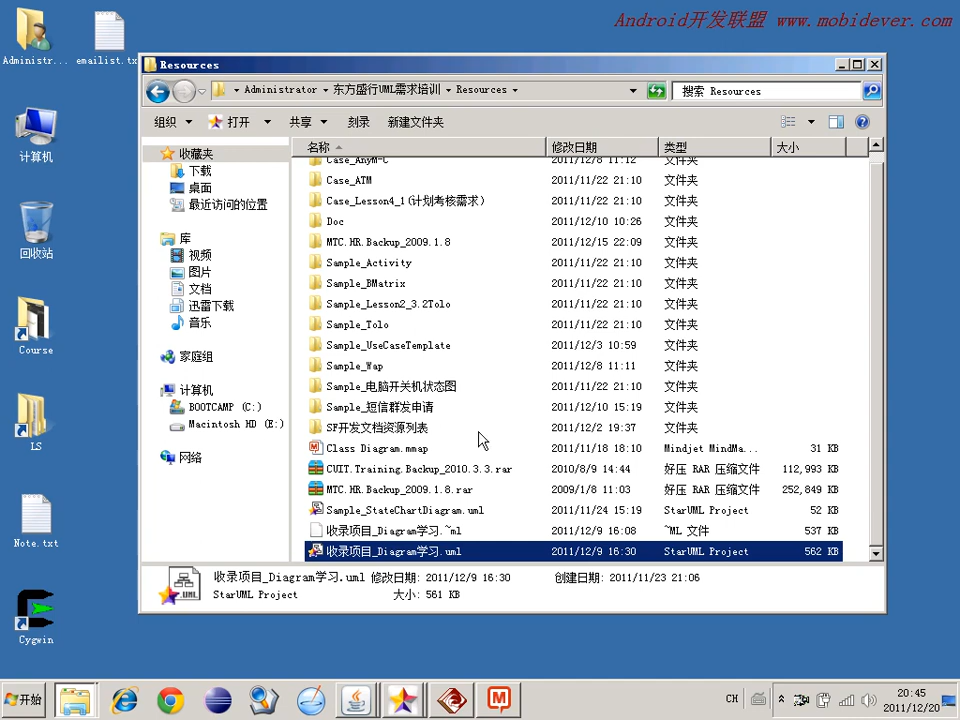 Android开发联盟 www.mobidever.com
Administr...
emailist.tx
计算机
回收站
Course
LS
Note.txt
Cygwin
Resources
Administrator 东方盛行UML需求培训 Resources
搜索 Resources
组织 打开 共享 刻录 新建文件夹
收藏夹
下载
桌面
最近访问的位置
库
视频
图片
文档
迅雷下载
音乐
家庭组
计算机
BOOTCAMP (C:)
Macintosh HD (E:)
网络
名称 修改日期 类型 大小
Case_AnyM-C 2011/12/8 11:12 文件夹
Case_ATM 2011/11/22 21:10 文件夹
Case_Lesson4_1(计划考核需求) 2011/11/22 21:10 文件夹
Doc 2011/12/10 10:26 文件夹
MTC.HR.Backup_2009.1.8 2011/12/15 22:09 文件夹
Sample_Activity 2011/11/22 21:10 文件夹
Sample_BMatrix 2011/11/22 21:10 文件夹
Sample_Lesson2_3.2Tolo 2011/11/22 21:10 文件夹
Sample_Tolo 2011/11/22 21:10 文件夹
Sample_UseCaseTemplate 2011/12/3 10:59 文件夹
Sample_Wap 2011/12/8 11:11 文件夹
Sample_电脑开关机状态图 2011/11/22 21:10 文件夹
Sample_短信群发申请 2011/12/10 15:19 文件夹
SF开发文档资源列表 2011/12/2 19:37 文件夹
Class Diagram.mmap 2011/11/18 18:10 Mindjet MindMa... 31 KB
CUIT.Training.Backup_2010.3.3.rar 2010/8/9 14:44 好压 RAR 压缩文件 112,993 KB
MTC.HR.Backup_2009.1.8.rar 2009/1/8 11:03 好压 RAR 压缩文件 252,849 KB
Sample_StateChartDiagram.uml 2011/11/24 15:19 StarUML Project 52 KB
收录项目_Diagram学习.~ml 2011/12/9 16:08 ~ML 文件 537 KB
收录项目_Diagram学习.uml 2011/12/9 16:30 StarUML Project 562 KB
收录项目_Diagram学习.uml 修改日期: 2011/12/9 16:30 创建日期: 2011/11/23 21:06
StarUML Project 大小: 561 KB
开始
CH
20:45
2011/12/20